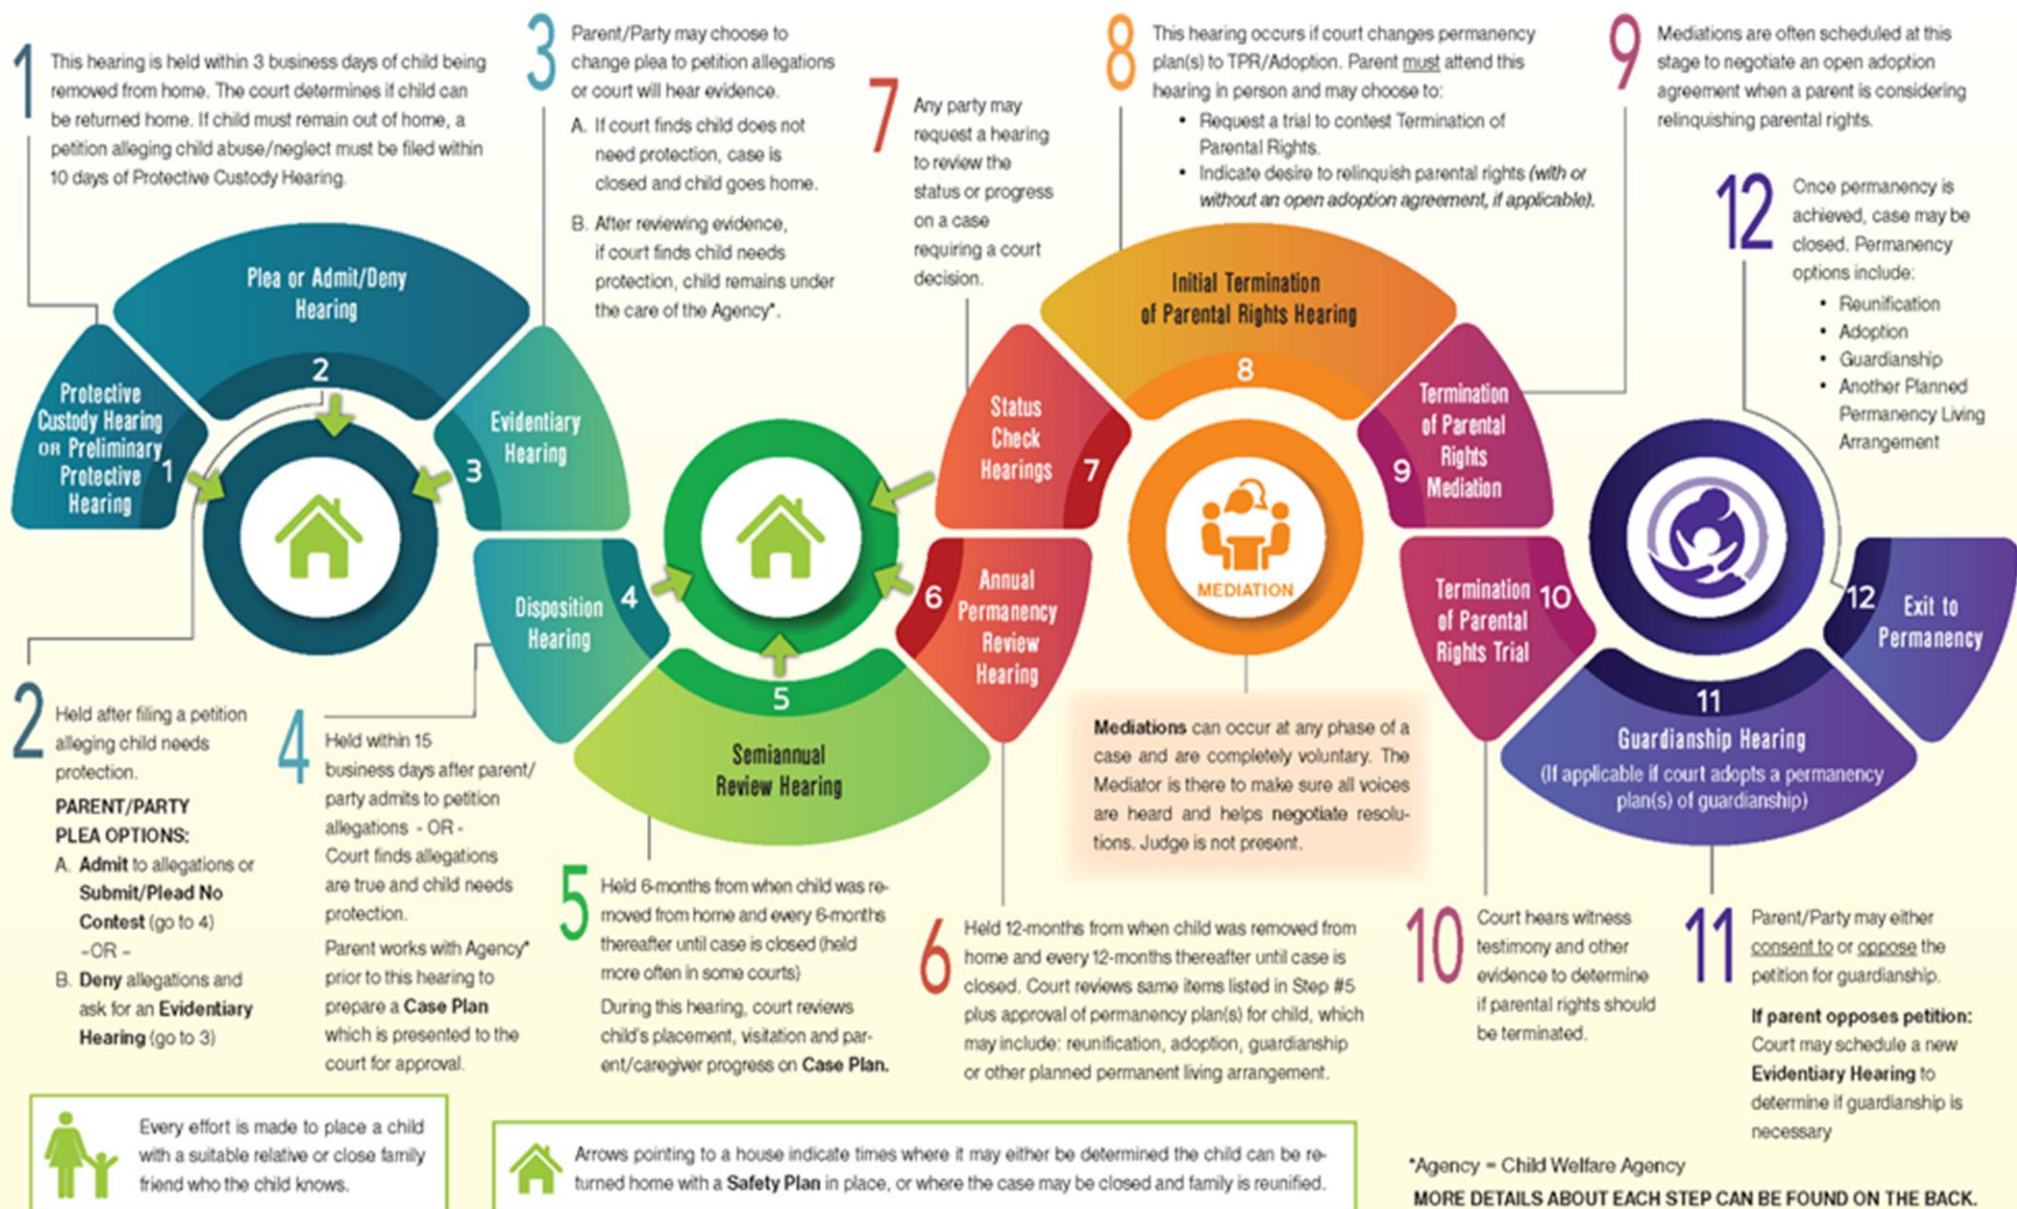 1
This hearing is held within 3 business days of child being
removed from home. The court determines if child can
be returned home. If child must remain out of home, a
petition alleging child abuse/neglect must be filed within
10 days of Protective Custody Hearing.
3
Parent/Party may choose to
change plea to petition allegations
or court will hear evidence.
A. If court finds child does not
need protection, case is
closed and child goes home.
B. After reviewing evidence,
if court finds child needs
protection, child remains under
the care of the Agency*.
7
Any party may
request a hearing
to review the
status or progress
on a case
requiring a court
decision.
8
This hearing occurs if court changes permanency
plan(s) to TPR/Adoption. Parent must attend this
hearing in person and may choose to:
• Request a trial to contest Termination of
Parental Rights.
• Indicate desire to relinquish parental rights (with or
without an open adoption agreement, if applicable).
9
Mediations are often scheduled at this
stage to negotiate an open adoption
agreement when a parent is considering
relinquishing parental rights.
12
Once permanency is
achieved, case may be
closed. Permanency
options include:
• Reunification
• Adoption
• Guardianship
• Another Planned
Permanency Living
Arrangement
Protective
Custody Hearing
OR Preliminary
Protective
Hearing
1
Plea or Admit/Deny
Hearing
2
Evidentiary
Hearing
3
Disposition
Hearing
4
Semiannual
Review Hearing
5
Annual
Permanency
Review
Hearing
6
Status
Check
Hearings
7
Initial Termination
of Parental Rights Hearing
8
MEDIATION
Termination
of Parental
Rights
Mediation
9
Termination
of Parental
Rights Trial
10
11
Guardianship Hearing
(If applicable if court adopts a permanency
plan(s) of guardianship)
12
Exit to
Permanency
2
Held after filing a petition
alleging child needs
protection.
PARENT/PARTY
PLEA OPTIONS:
A. Admit to allegations or
Submit/Plead No
Contest (go to 4)
-OR -
B. Deny allegations and
ask for an Evidentiary
Hearing (go to 3)
4
Held within 15
business days after parent/
party admits to petition
allegations - OR -
Court finds allegations
are true and child needs
protection.
Parent works with Agency*
prior to this hearing to
prepare a Case Plan
which is presented to the
court for approval.
5
Held 6-months from when child was re-
moved from home and every 6-months
thereafter until case is closed (held
more often in some courts)
During this hearing, court reviews
child's placement, visitation and par-
ent/caregiver progress on Case Plan.
6
Held 12-months from when child was removed from
home and every 12-months thereafter until case is
closed. Court reviews same items listed in Step #5
plus approval of permanency plan(s) for child, which
may include: reunification, adoption, guardianship
or other planned permanent living arrangement.
Mediations can occur at any phase of a
case and are completely voluntary. The
Mediator is there to make sure all voices
are heard and helps negotiate resolu-
tions. Judge is not present.
10
Court hears witness
testimony and other
evidence to determine
if parental rights should
be terminated.
11
Parent/Party may either
consent to or oppose the
petition for guardianship.
If parent opposes petition:
Court may schedule a new
Evidentiary Hearing to
determine if guardianship is
necessary
Every effort is made to place a child
with a suitable relative or close family
friend who the child knows.
Arrows pointing to a house indicate times where it may either be determined the child can be re-
turned home with a Safety Plan in place, or where the case may be closed and family is reunified.
*Agency = Child Welfare Agency
MORE DETAILS ABOUT EACH STEP CAN BE FOUND ON THE BACK.